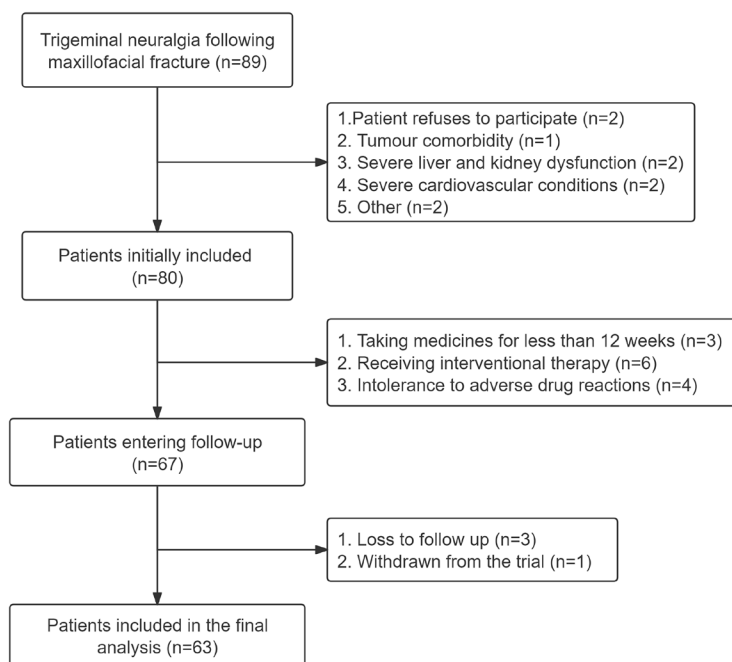 Trigeminal neuralgia following
maxillofacial fracture (n=89)
1.Patient refuses to participate (n=2)
2. Tumour comorbidity (n=1)
3. Severe liver and kidney dysfunction (n=2)
4. Severe cardiovascular conditions (n=2)
5. Other (n=2)
Patients initially included
(n=80)
1. Taking medicines for less than 12 weeks (n=3)
2. Receiving interventional therapy (n=6)
3. Intolerance to adverse drug reactions (n=4)
Patients entering follow-up
(n=67)
1. Loss to follow up (n=3)
2. Withdrawn from the trial (n=1)
Patients included in the final
analysis (n=63)